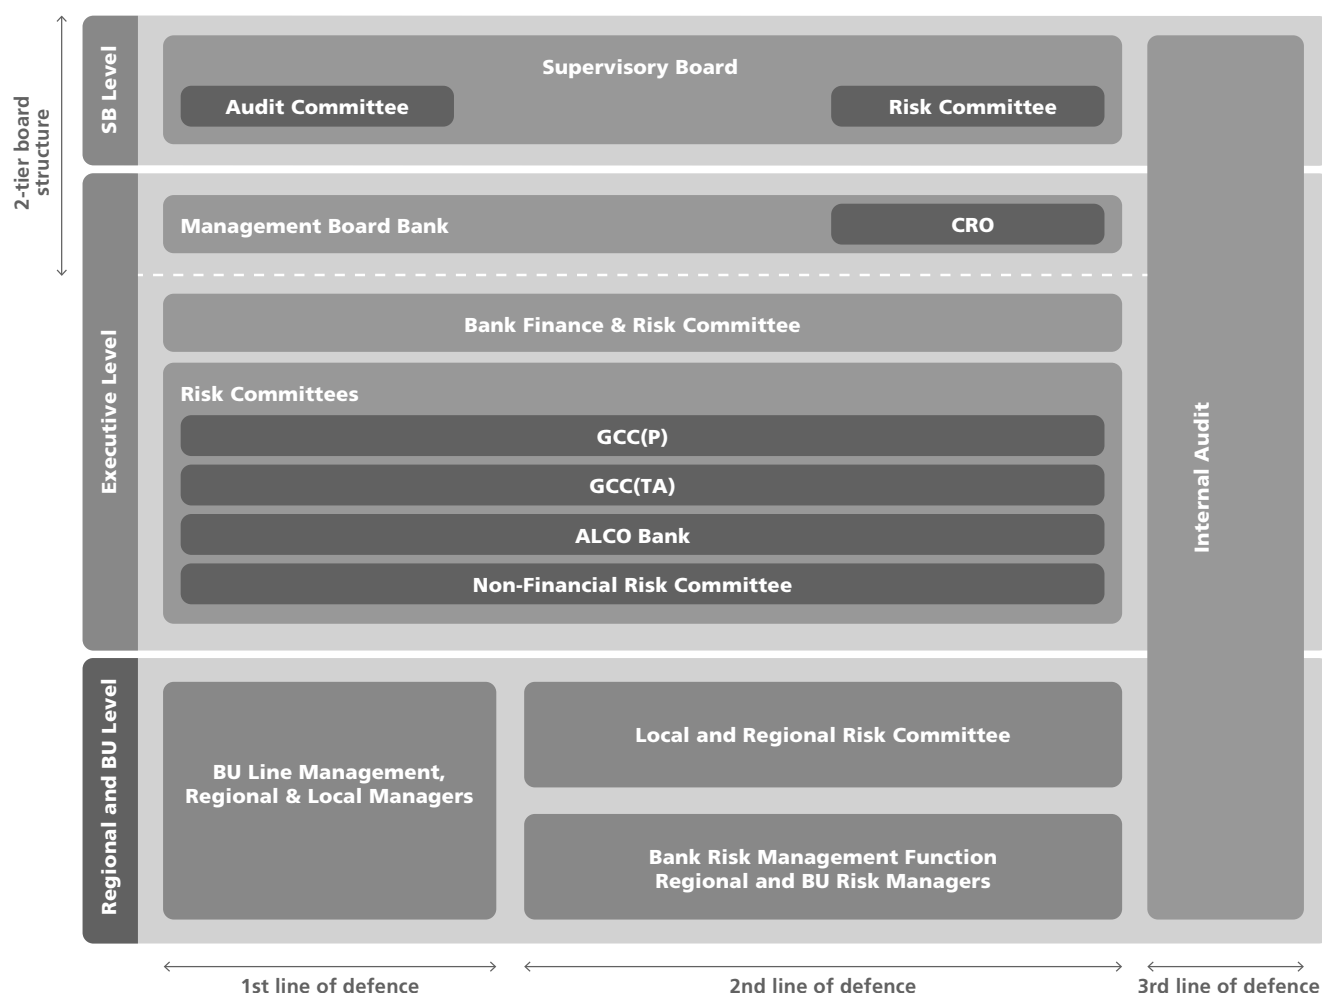 2-tier board
structure
SB Level
Supervisory Board
Audit Committee
Risk Committee
Executive Level
Management Board Bank
CRO
Bank Finance & Risk Committee
Risk Committees
GCC(P)
GCC(TA)
ALCO Bank
Non-Financial Risk Committee
Internal Audit
Regional and BU Level
BU Line Management,
Regional & Local Managers
Local and Regional Risk Committee
Bank Risk Management Function
Regional and BU Risk Managers
1st line of defence
2nd line of defence
3rd line of defence